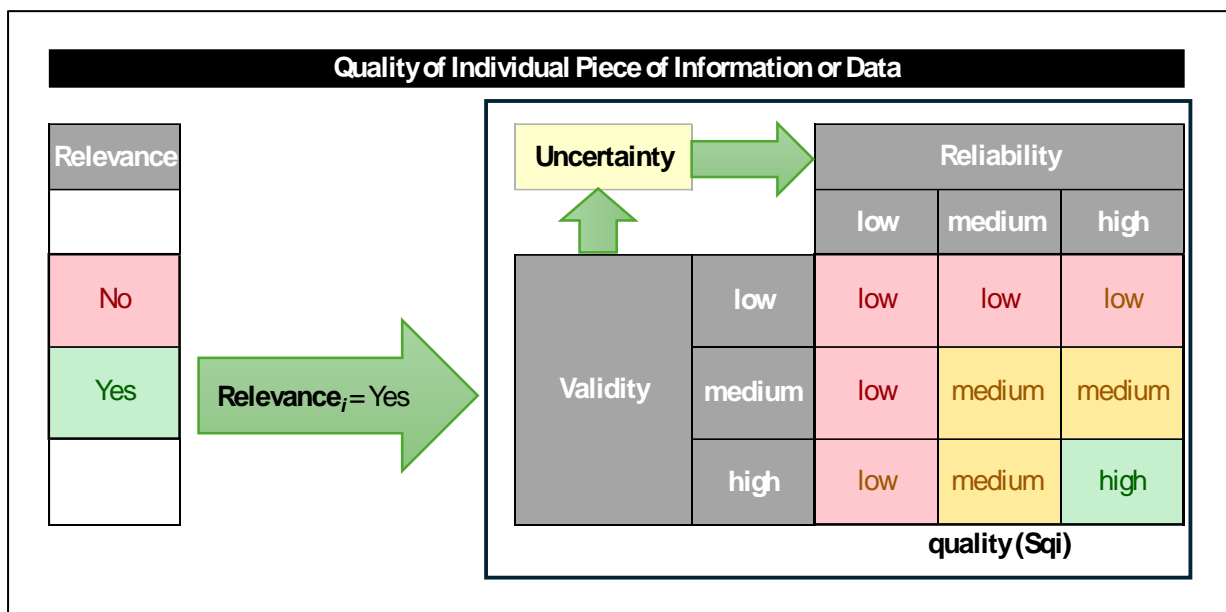 Quality of Individual Piece of Information or Data
Relevance
Uncertainty
Reliability
low medium high
No
low low low low
Yes
Relevanceᵢ = Yes
Validity
medium low medium medium
high low medium high
quality (Sqi)